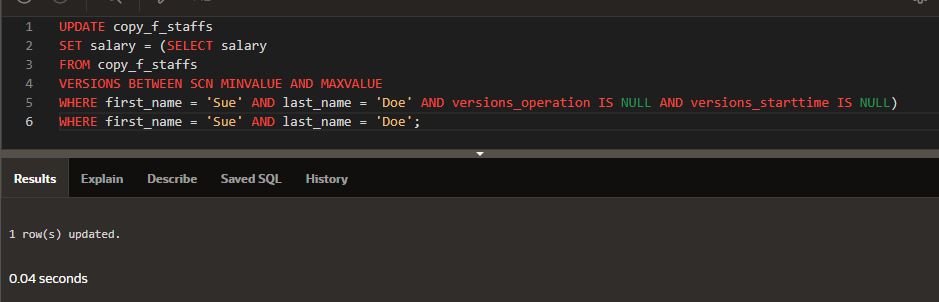 1 UPDATE copy_f_staffs
2 SET salary = (SELECT salary
3 FROM copy_f_staffs
4 VERSIONS BETWEEN SCN MINVALUE AND MAXVALUE
5 WHERE first_name = 'Sue' AND last_name = 'Doe' AND versions_operation IS NULL AND versions_starttime IS NULL)
6 WHERE first_name = 'Sue' AND last_name = 'Doe';
Results Explain Describe Saved SQL History
1 row(s) updated.
0.04 seconds